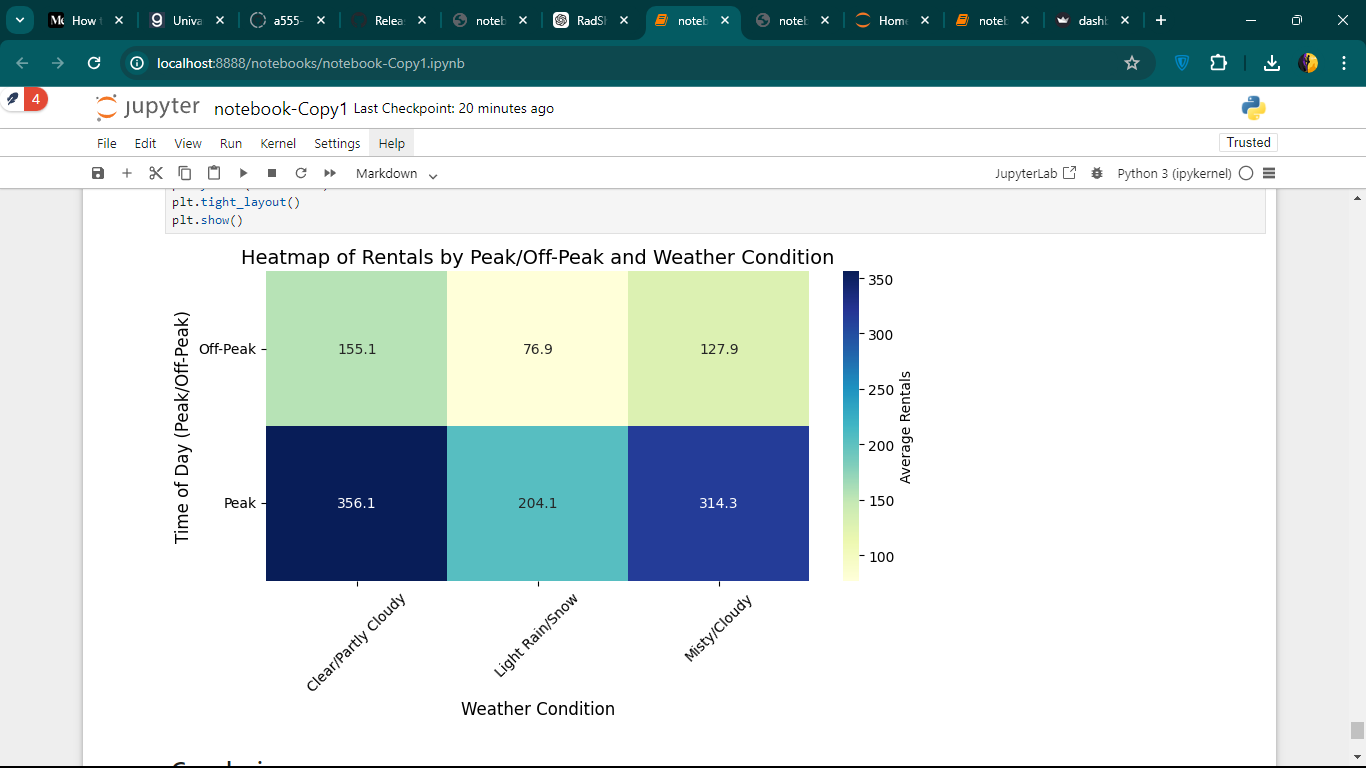 How t
Univa
a555-
Relea
noteb
RadSl
noteb
noteb
Home
noteb
dashl
localhost:8888/notebooks/notebook-Copy1.ipynb
4
jupyter notebook-Copy1 Last Checkpoint: 20 minutes ago
File Edit View Run Kernel Settings Help
Trusted
Markdown
JupyterLab
Python 3 (ipykernel)
plt.tight_layout()
plt.show()
Heatmap of Rentals by Peak/Off-Peak and Weather Condition
Time of Day (Peak/Off-Peak)
Off-Peak
155.1 76.9 127.9
Peak
356.1 204.1 314.3
350
300
250
200
150
100
Average Rentals
Clear/Partly Cloudy
Light Rain/Snow
Misty/Cloudy
Weather Condition